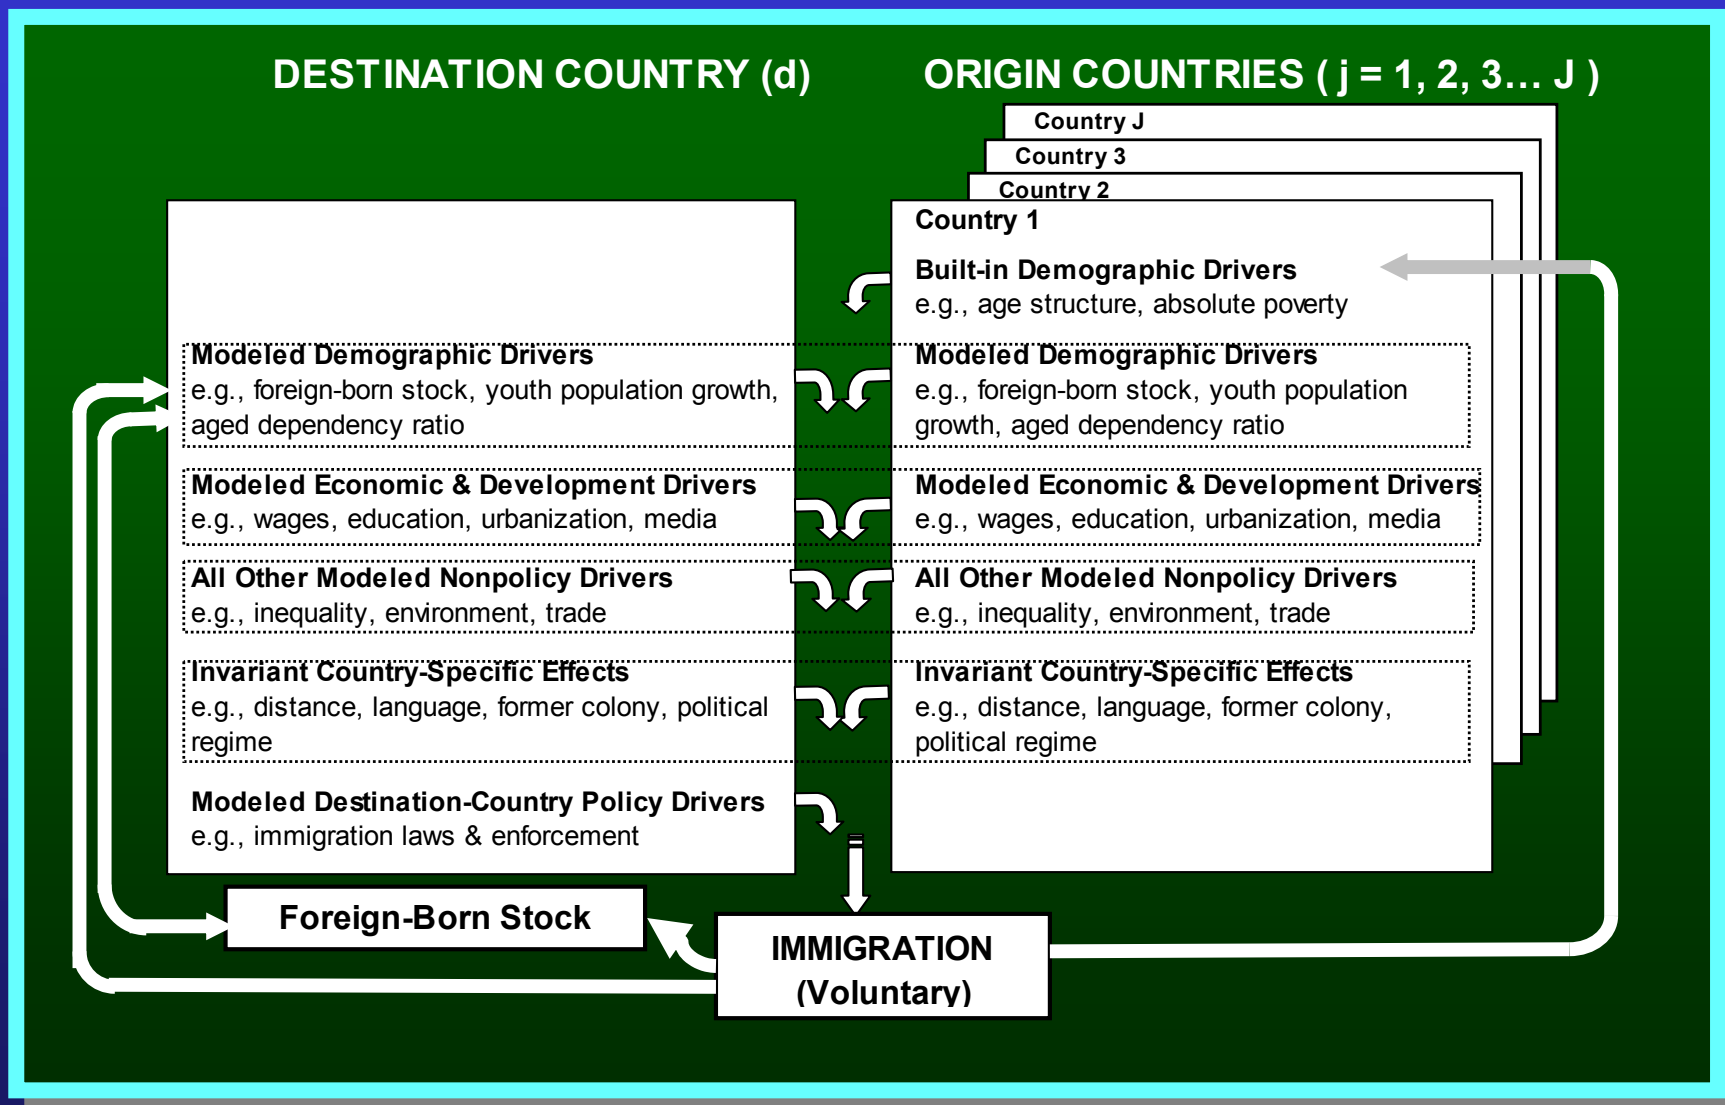 DESTINATION COUNTRY (d)
ORIGIN COUNTRIES ( j = 1, 2, 3… J )
Country J
Country 3
Country 2
Country 1
Built-in Demographic Drivers
e.g., age structure, absolute poverty
Modeled Demographic Drivers
e.g., foreign-born stock, youth population growth,
aged dependency ratio
Modeled Demographic Drivers
e.g., foreign-born stock, youth population
growth, aged dependency ratio
Modeled Economic & Development Drivers
e.g., wages, education, urbanization, media
Modeled Economic & Development Drivers
e.g., wages, education, urbanization, media
All Other Modeled Nonpolicy Drivers
e.g., inequality, environment, trade
All Other Modeled Nonpolicy Drivers
e.g., inequality, environment, trade
Invariant Country-Specific Effects
e.g., distance, language, former colony, political
regime
Invariant Country-Specific Effects
e.g., distance, language, former colony,
political regime
Modeled Destination-Country Policy Drivers
e.g., immigration laws & enforcement
Foreign-Born Stock
IMMIGRATION
(Voluntary)